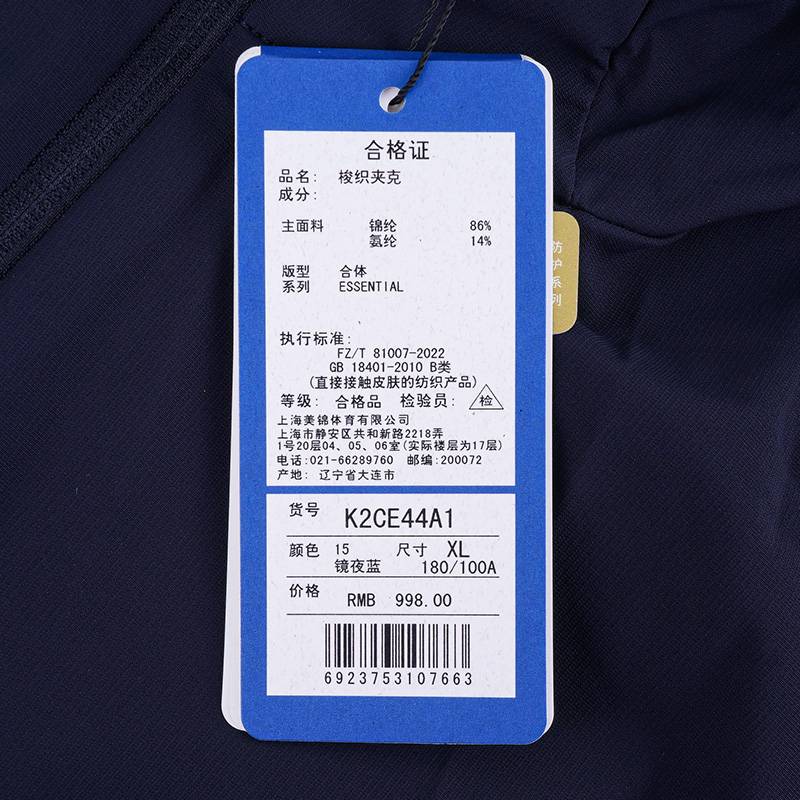 合格证
品名: 梭织夹克
成分:
主面料 锦纶 86%
氨纶 14%
版型 合体
系列 ESSENTIAL
执行标准:
FZ/T 81007-2022
GB 18401-2010 B类
(直接接触皮肤的纺织产品)
等级: 合格品 检验员: 检
上海美锦体育有限公司
上海市静安区共和新路2218弄
1号20层04、05、06室(实际楼层为17层)
电话:021-66289760 邮编:200072
产地: 辽宁省大连市
货号 K2CE44A1
颜色 15 尺寸 XL
镜夜蓝 180/100A
价格
RMB 998.00
6923753107663
防护系列